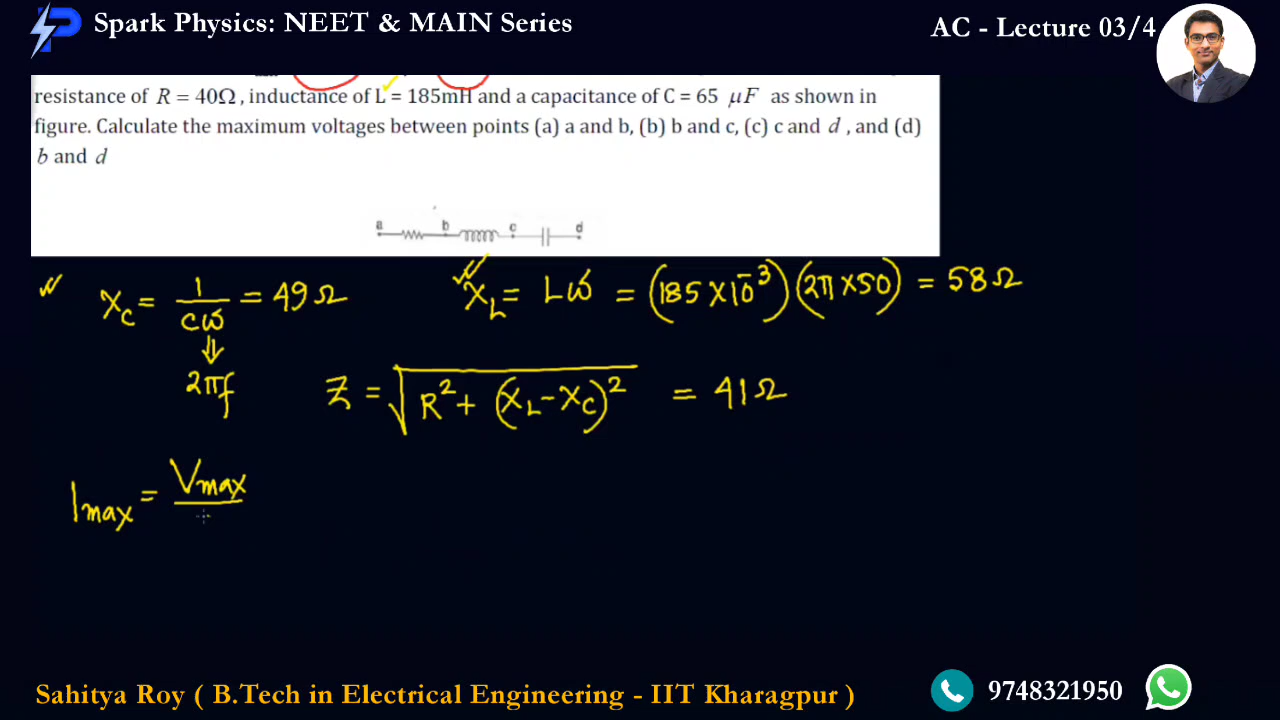 Spark Physics: NEET & MAIN Series
AC - Lecture 03/4
resistance of R = 40Ω, inductance of L = 185mH and a capacitance of C = 65 μF as shown in
figure. Calculate the maximum voltages between points (a) a and b, (b) b and c, (c) c and d , and (d)
b and d
a b c d
X_C = 1/Cω = 49Ω
X_L = Lω = (185×10^-3)(2π×50) = 58Ω
⇓
2πf
Z = √(R² + (X_L - X_C)²) = 41Ω
I_max = V_max/
Sahitya Roy ( B.Tech in Electrical Engineering - IIT Kharagpur )
9748321950